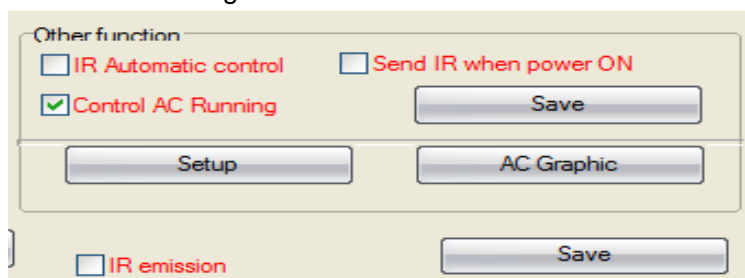 Other function
IR Automatic control Send IR when power ON
Control AC Running Save
Setup AC Graphic
IR emission Save